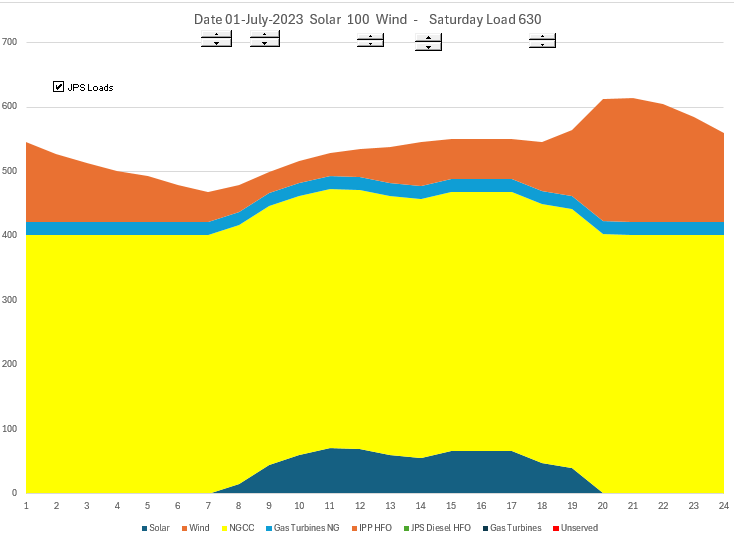 Date 01-July-2023 Solar 100 Wind - Saturday Load 630
700
JPS Loads
600
500
400
300
200
100
0
1 2 3 4 5 6 7 8 9 10 11 12 13 14 15 16 17 18 19 20 21 22 23 24
Solar Wind NGCC Gas Turbines NG IPP HFO JPS Diesel HFO Gas Turbines Unserved